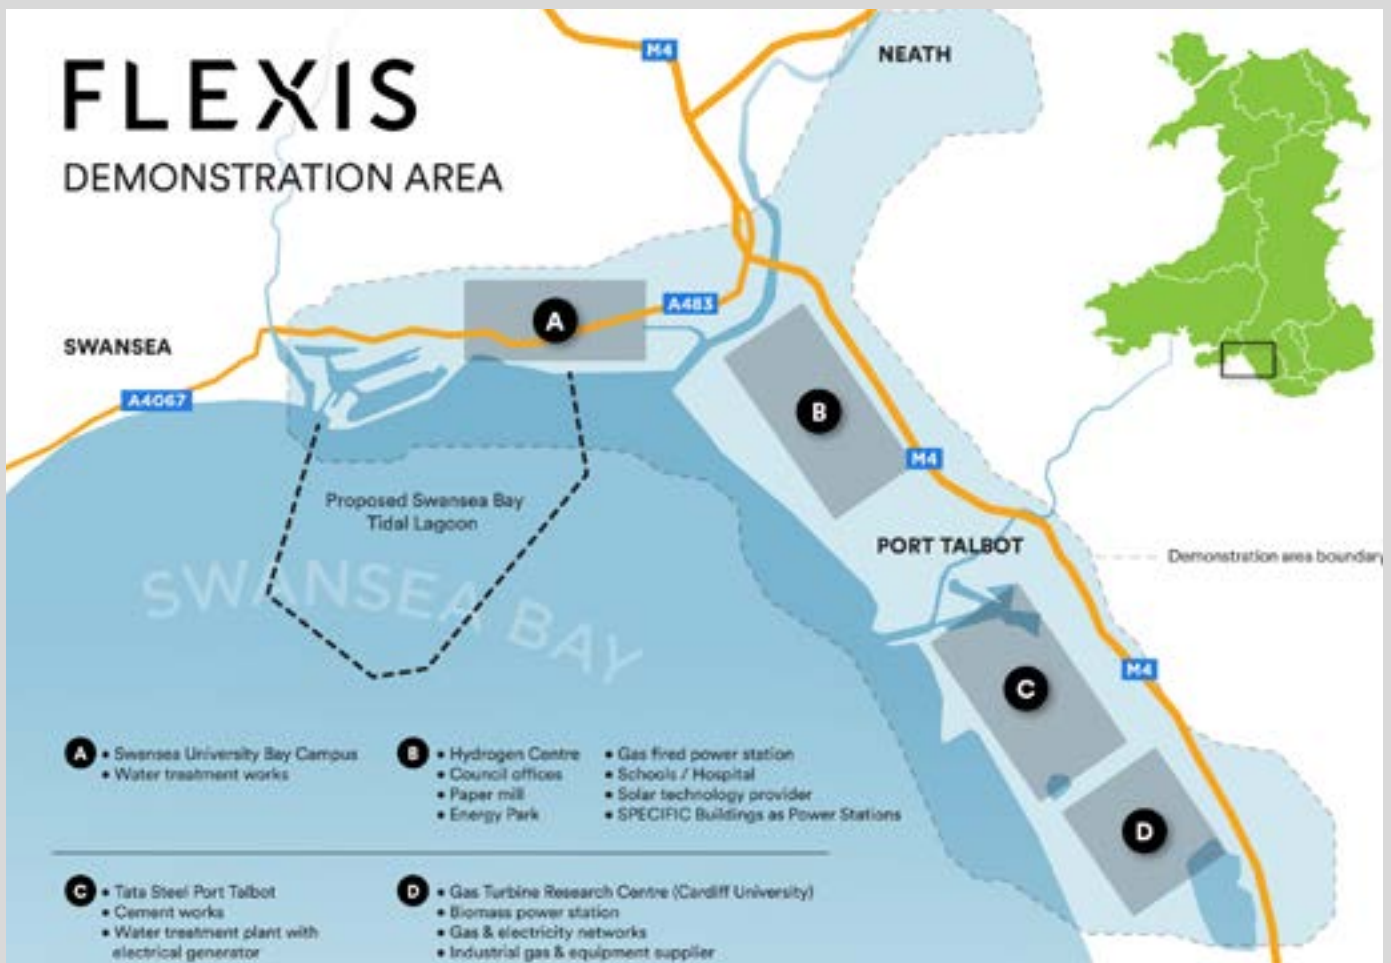 FLEXIS
DEMONSTRATION AREA
M4
NEATH
A483
A
SWANSEA
A4067
B
M4
Proposed Swansea Bay
Tidal Lagoon
PORT TALBOT
Demonstration area boundary
SWANSEA BAY
C
M4
D
A
• Swansea University Bay Campus
• Water treatment works
B
• Hydrogen Centre
• Council offices
• Paper mill
• Energy Park
• Gas fired power station
• Schools / Hospital
• Solar technology provider
• SPECIFIC Buildings as Power Stations
C
• Tata Steel Port Talbot
• Cement works
• Water treatment plant with
electrical generator
D
• Gas Turbine Research Centre (Cardiff University)
• Biomass power station
• Gas & electricity networks
• Industrial gas & equipment supplier